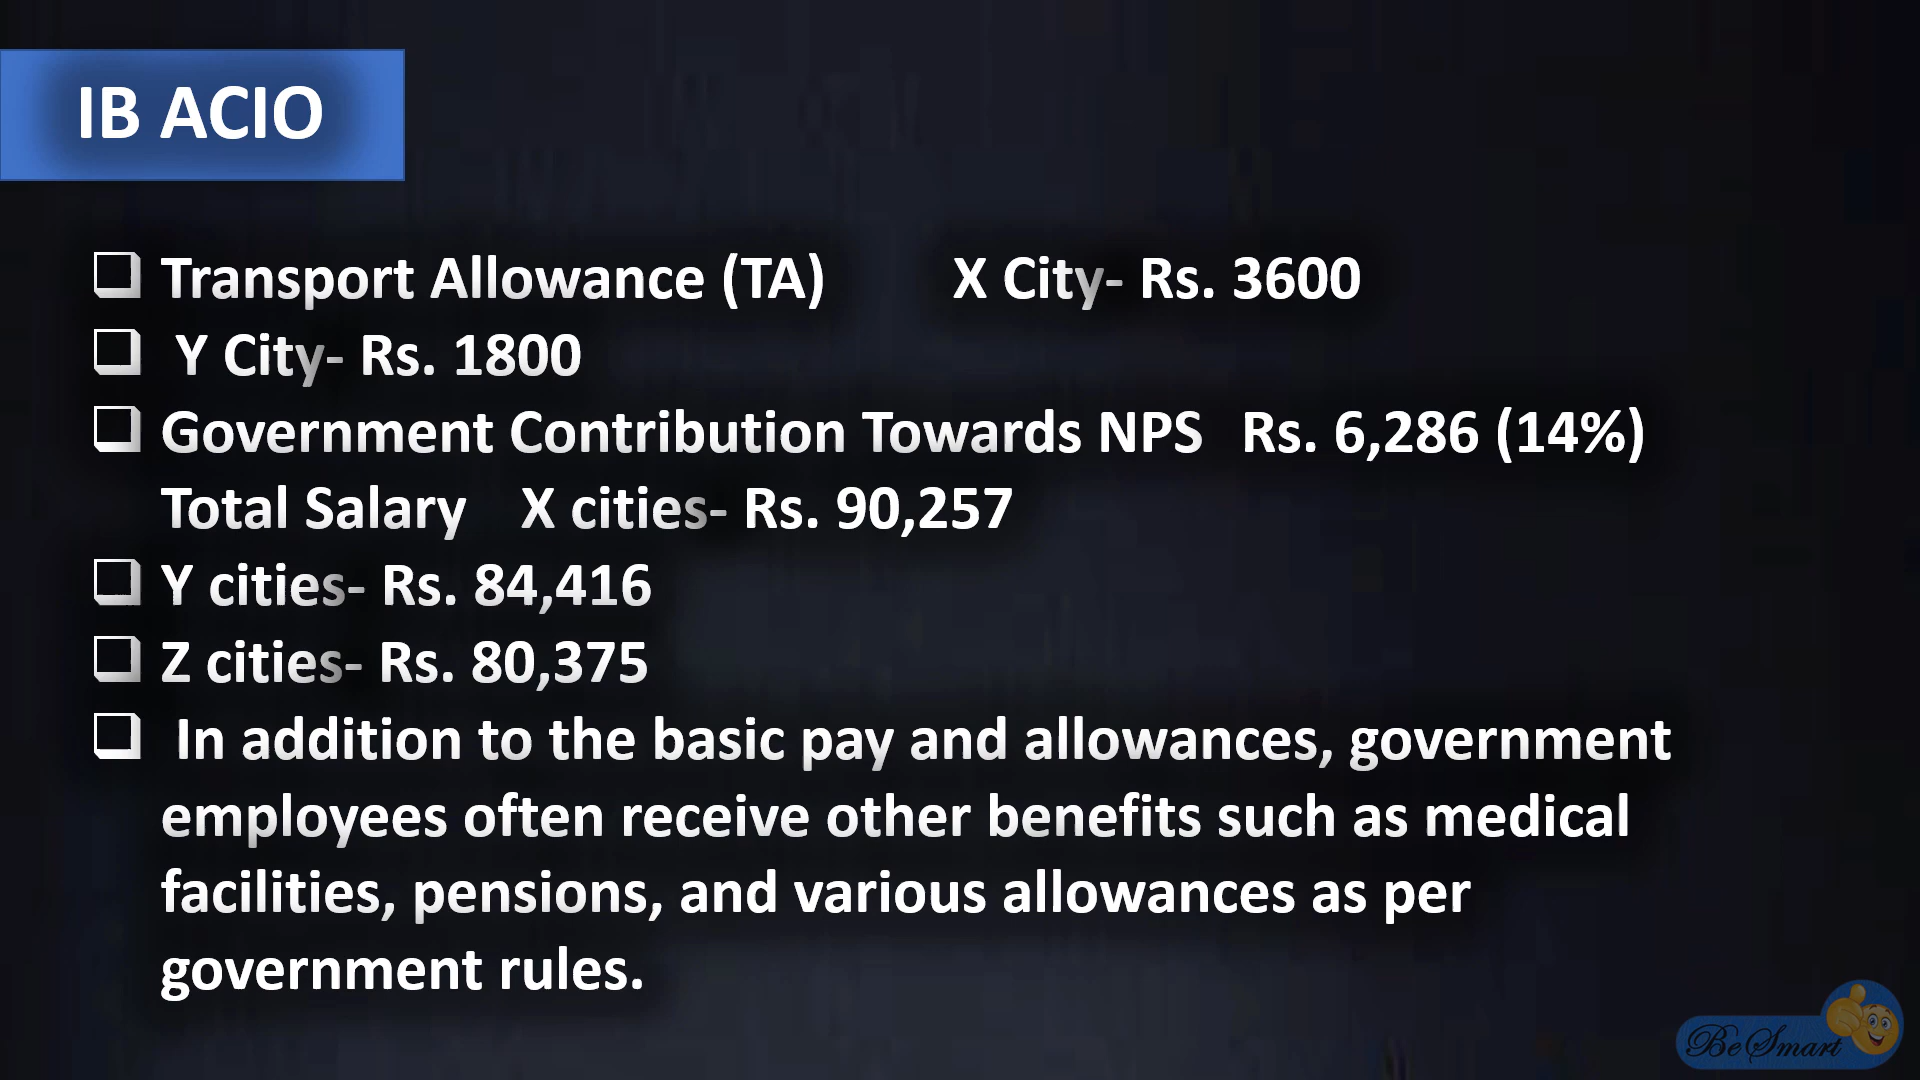 IB ACIO
❑ Transport Allowance (TA) X City- Rs. 3600
❑ Y City- Rs. 1800
❑ Government Contribution Towards NPS Rs. 6,286 (14%)
Total Salary X cities- Rs. 90,257
❑ Y cities- Rs. 84,416
❑ Z cities- Rs. 80,375
❑ In addition to the basic pay and allowances, government
employees often receive other benefits such as medical
facilities, pensions, and various allowances as per
government rules.
BeSmart